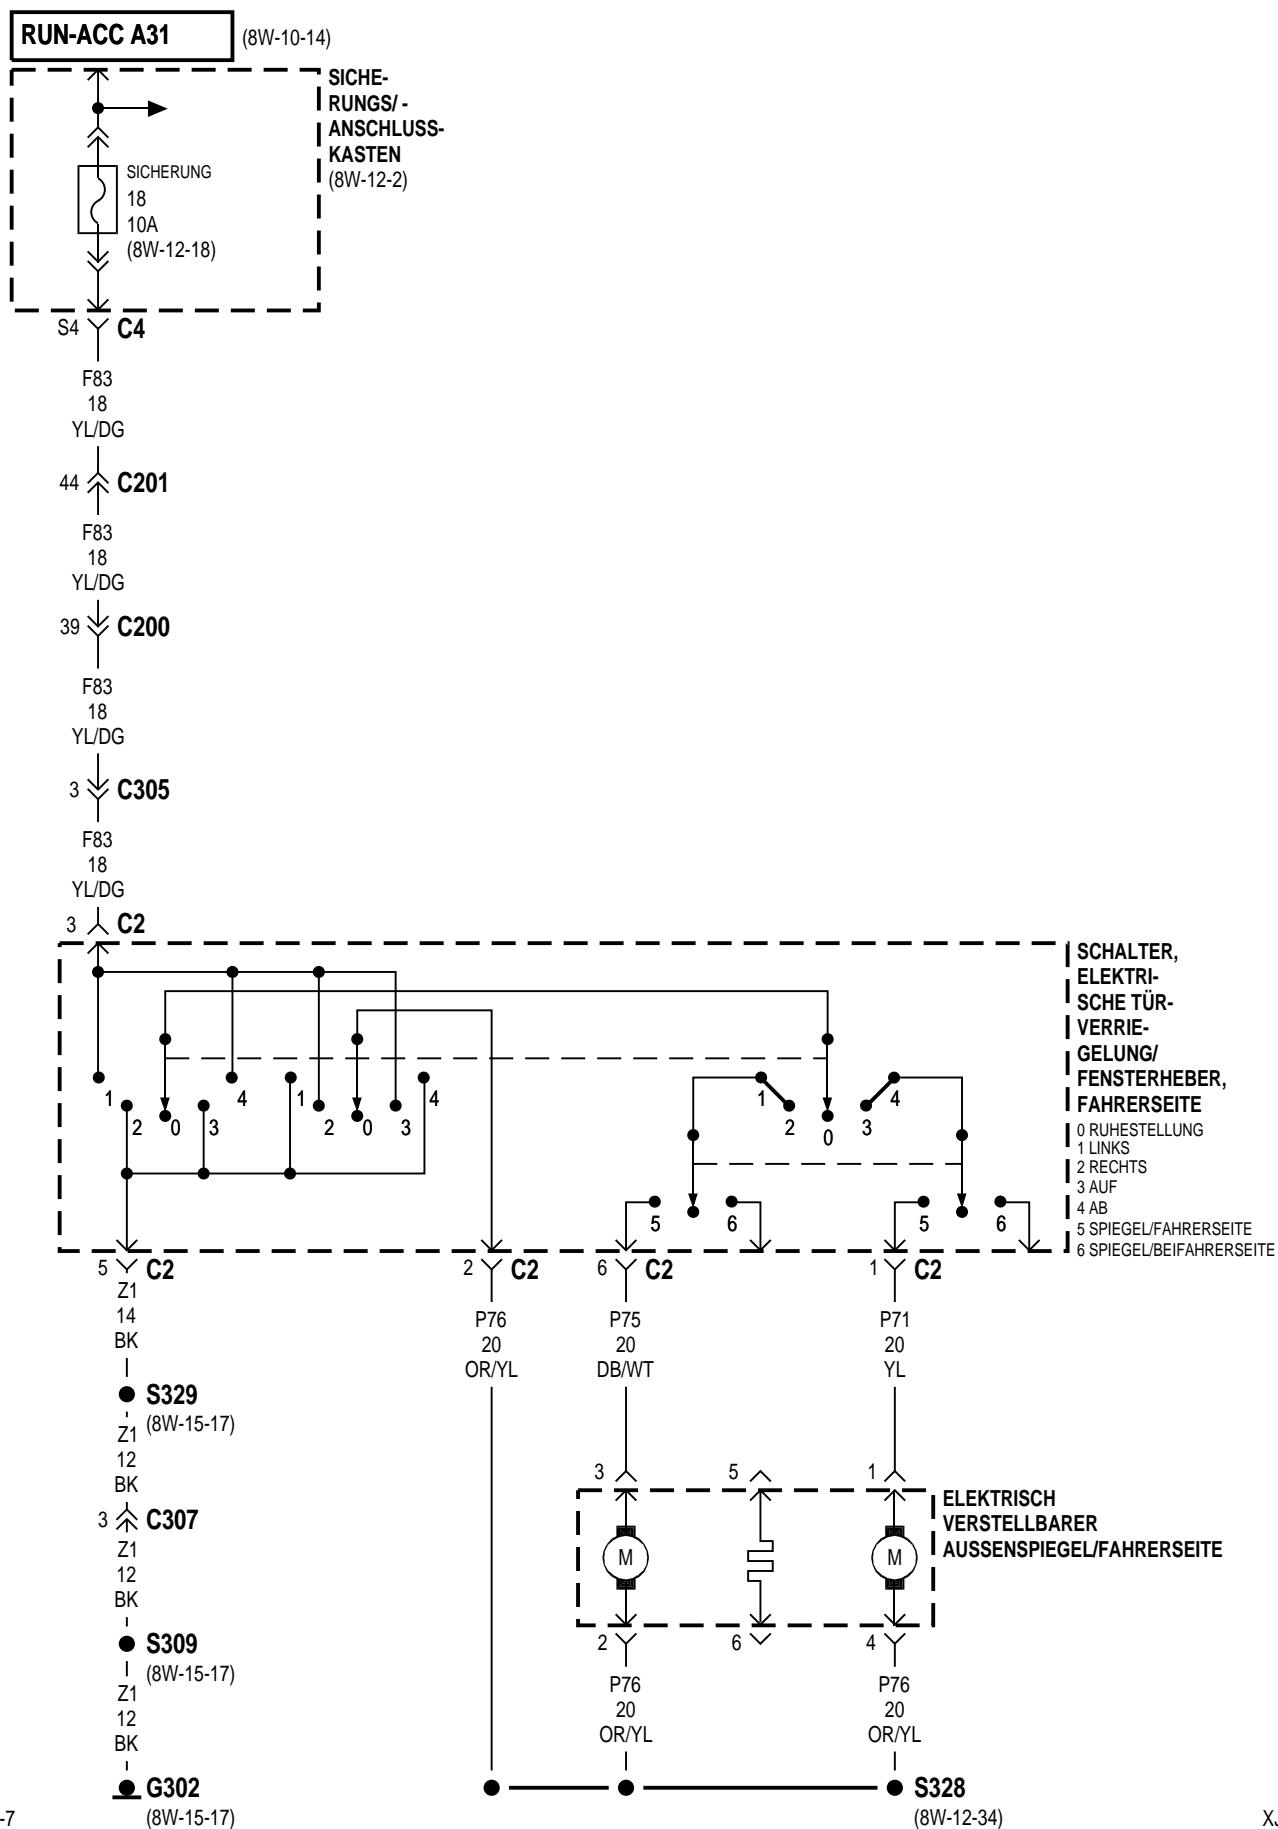 RUN-ACC A31
(8W-10-14)
SICHE-
RUNGS/ -
ANSCHLUSS-
KASTEN
(8W-12-2)
SICHERUNG
18
10A
(8W-12-18)
S4 C4
F83
18
YL/DG
44 C201
F83
18
YL/DG
39 C200
F83
18
YL/DG
3 C305
F83
18
YL/DG
3 C2
SCHALTER,
ELEKTRI-
SCHE TÜR-
VERRIE-
GELUNG/
FENSTERHEBER,
FAHRERSEITE
0 RUHESTELLUNG
1 LINKS
2 RECHTS
3 AUF
4 AB
5 SPIEGEL/FAHRERSEITE
6 SPIEGEL/BEIFAHRERSEITE
1 2 0 3 4
1 2 0 3 4
1 2 0 3 4
5 6
5 6
5 C2
2 C2
6 C2
1 C2
Z1
14
BK
P76
20
OR/YL
P75
20
DB/WT
P71
20
YL
S329
(8W-15-17)
Z1
12
BK
3 C307
Z1
12
BK
S309
(8W-15-17)
Z1
12
BK
G302
(8W-15-17)
3 5 1
ELEKTRISCH
VERSTELLBARER
AUSSENSPIEGEL/FAHRERSEITE
M M
2 6 4
P76
20
OR/YL
P76
20
OR/YL
S328
(8W-12-34)
-7
XJ